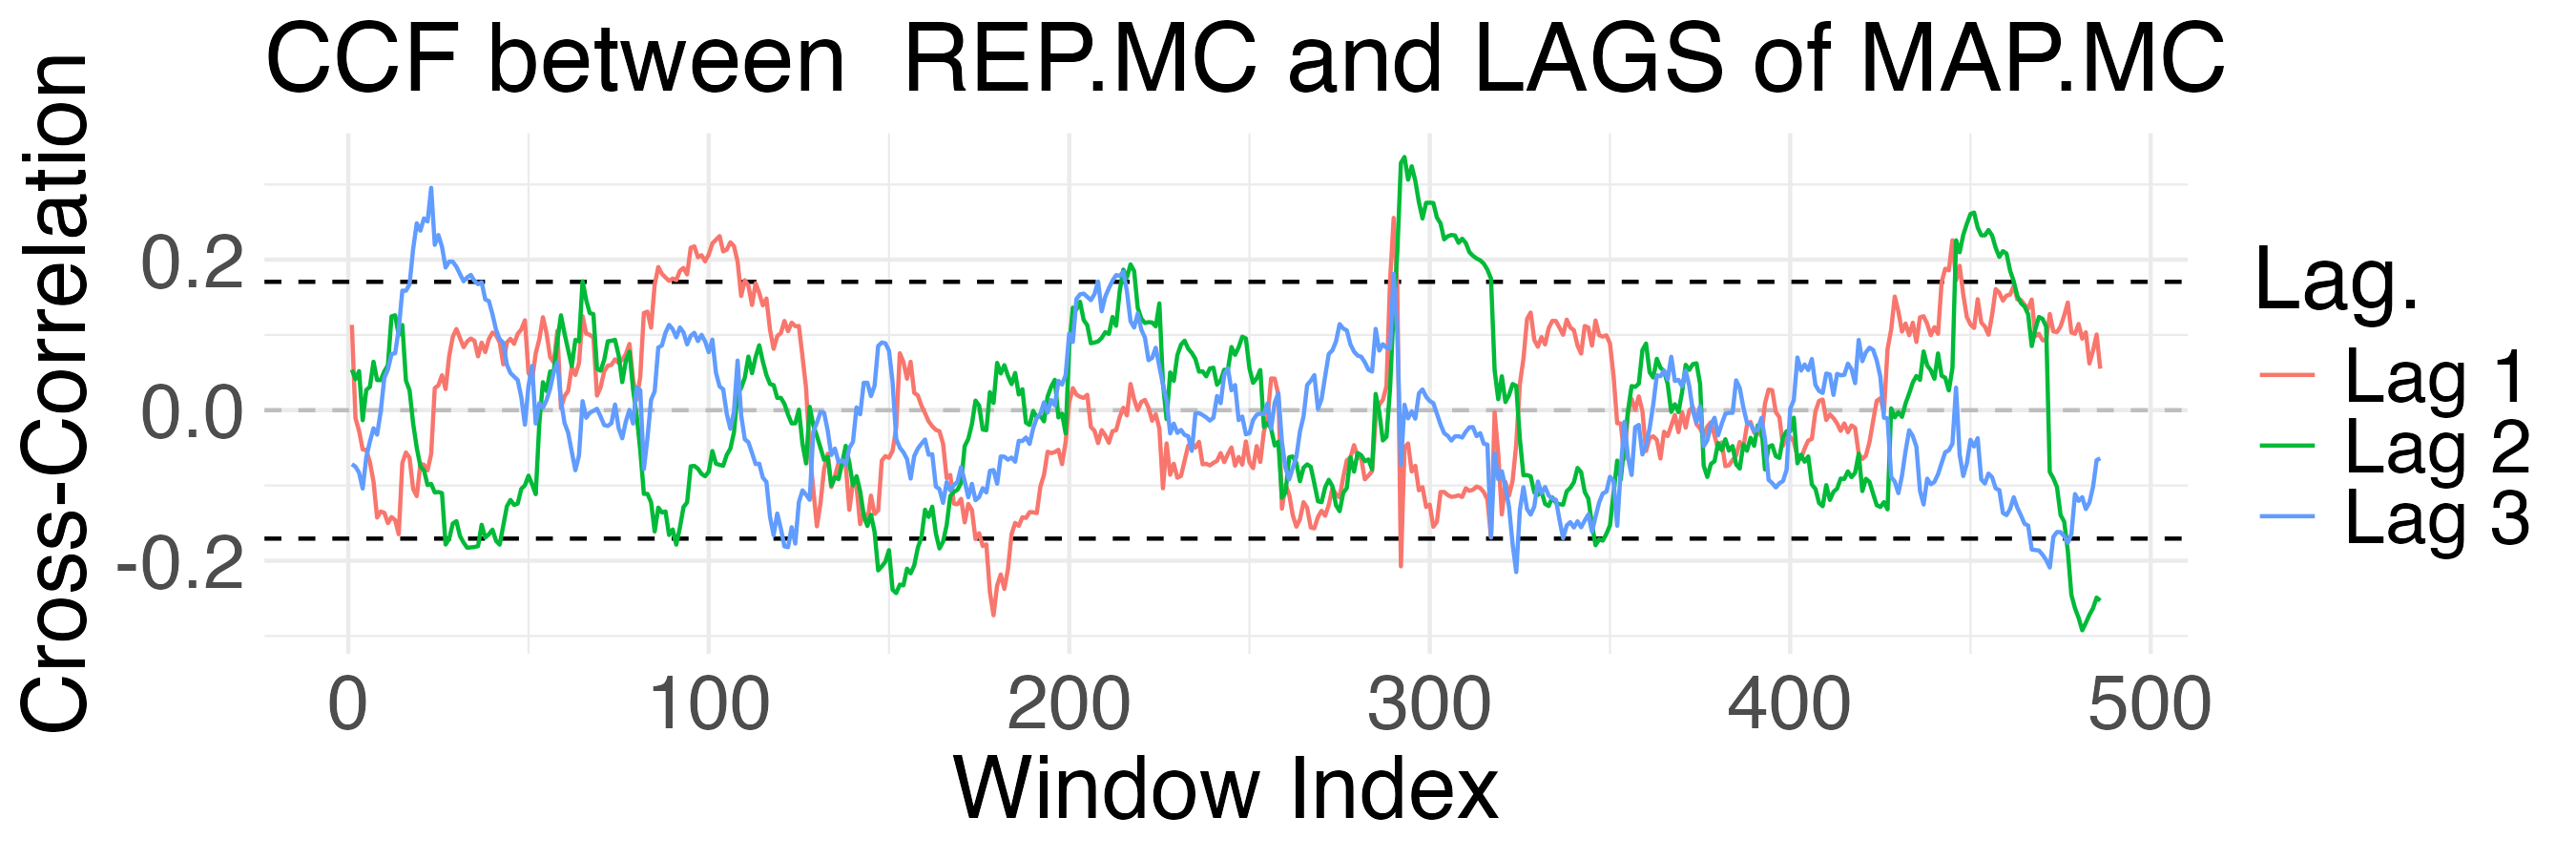 CCF between  REP.MC and LAGS of MAP.MC
Cross-Correlation
0.2
0.0
-0.2
0 100 200 300 400 500
Window Index
Lag.
Lag 1
Lag 2
Lag 3